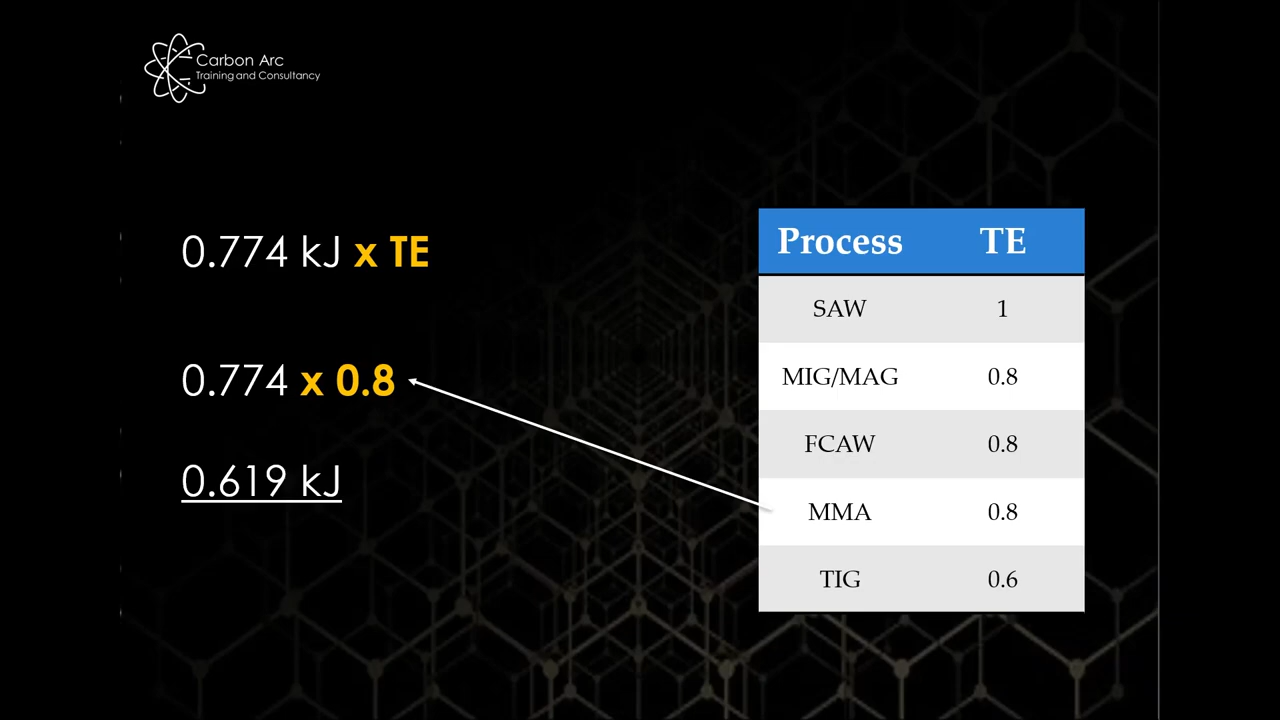 Carbon Arc
Training and Consultancy
0.774 kJ x TE
0.774 x 0.8
0.619 kJ
Process TE
SAW 1
MIG/MAG 0.8
FCAW 0.8
MMA 0.8
TIG 0.6